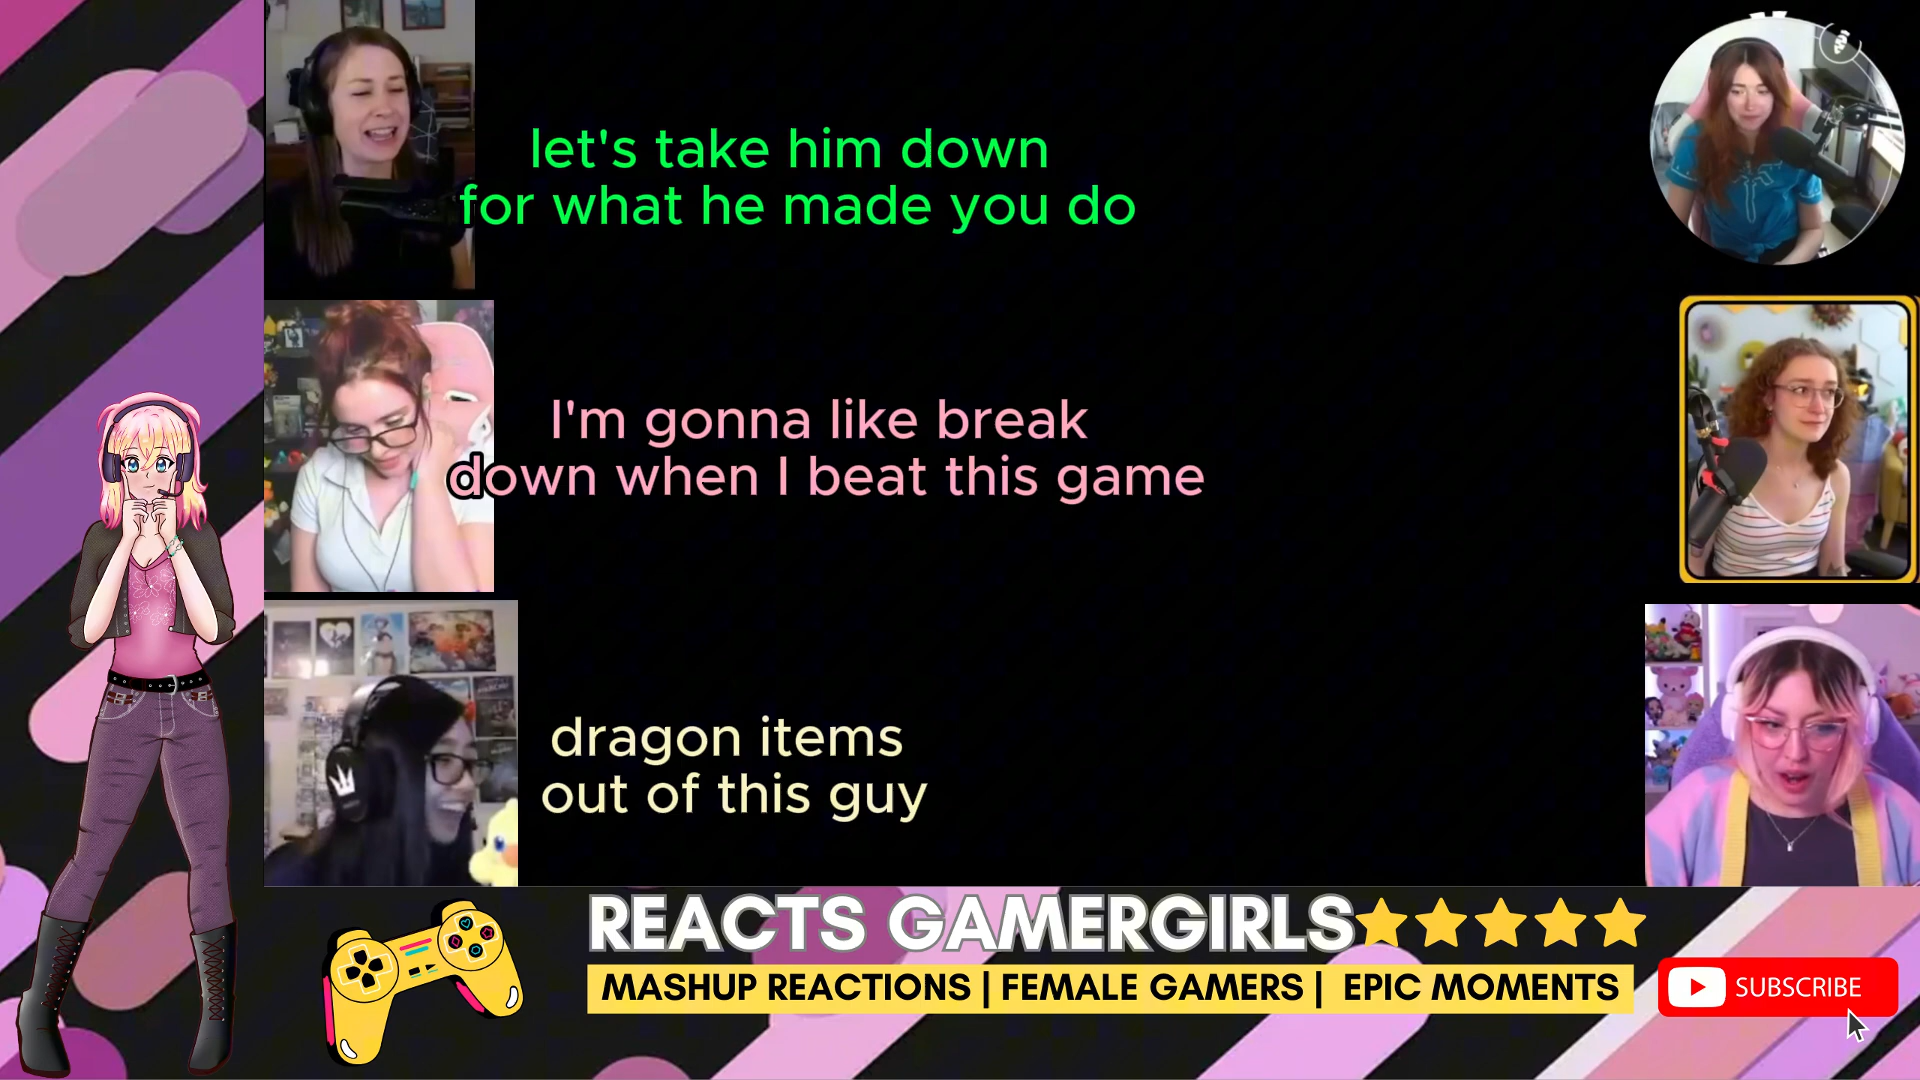 let's take him down
for what he made you do
I'm gonna like break
down when I beat this game
dragon items
out of this guy
REACTS GAMERGIRLS
MASHUP REACTIONS | FEMALE GAMERS | EPIC MOMENTS
SUBSCRIBE